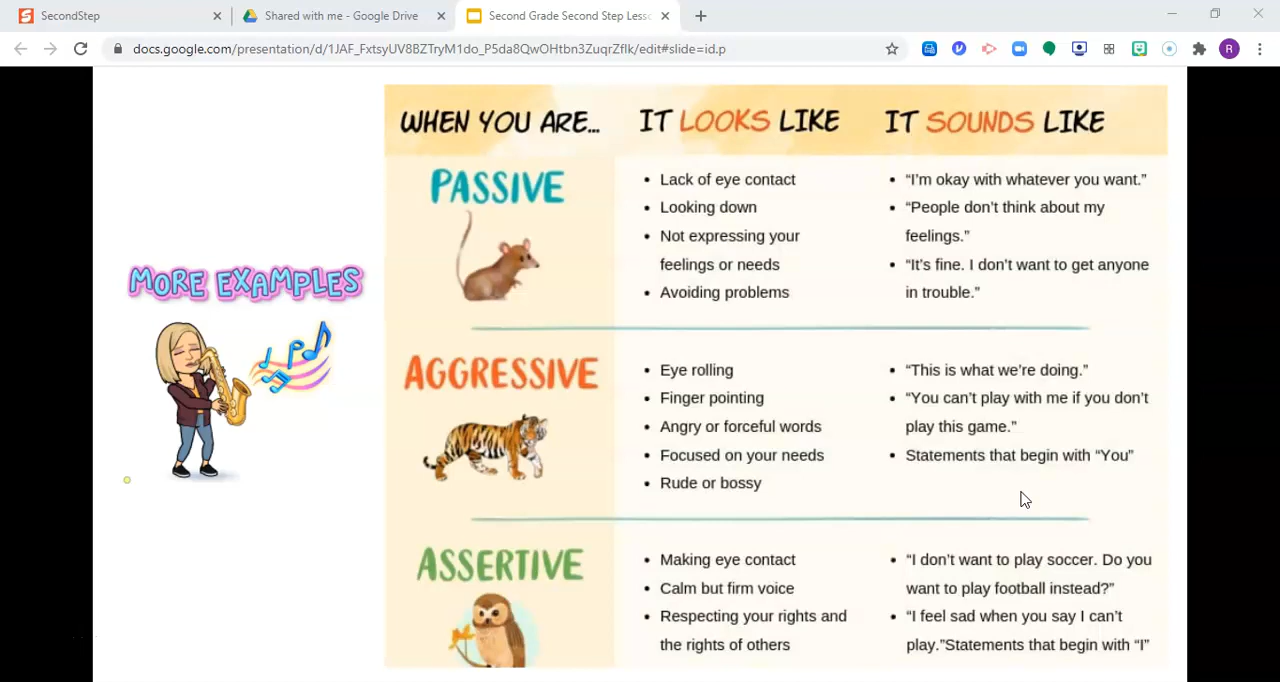 SecondStep
Shared with me - Google Drive
Second Grade Second Step Less
docs.google.com/presentation/d/1JAF_FxtsyUV8BZTryM1do_P5da8QwOHtbn3ZuqrZflk/edit#slide=id.p
R
WHEN YOU ARE...
IT LOOKS LIKE
IT SOUNDS LIKE
PASSIVE
• Lack of eye contact
• Looking down
• Not expressing your
feelings or needs
• Avoiding problems
• “I’m okay with whatever you want.”
• “People don’t think about my
feelings.”
• “It’s fine. I don’t want to get anyone
in trouble.”
MORE EXAMPLES
AGGRESSIVE
• Eye rolling
• Finger pointing
• Angry or forceful words
• Focused on your needs
• Rude or bossy
• “This is what we’re doing.”
• “You can’t play with me if you don’t
play this game.”
• Statements that begin with “You”
ASSERTIVE
• Making eye contact
• Calm but firm voice
• Respecting your rights and
the rights of others
• “I don’t want to play soccer. Do you
want to play football instead?”
• “I feel sad when you say I can’t
play.”Statements that begin with “I”